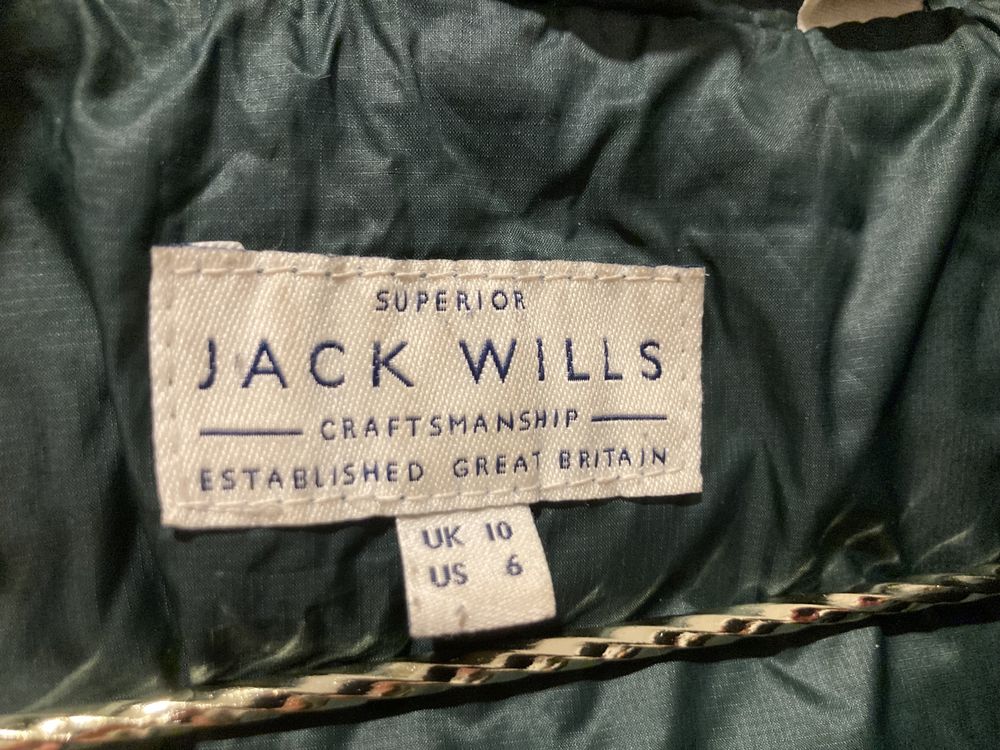 SUPERIOR
JACK WILLS
CRAFTSMANSHIP
ESTABLISHED GREAT BRITAIN
UK 10
US 6